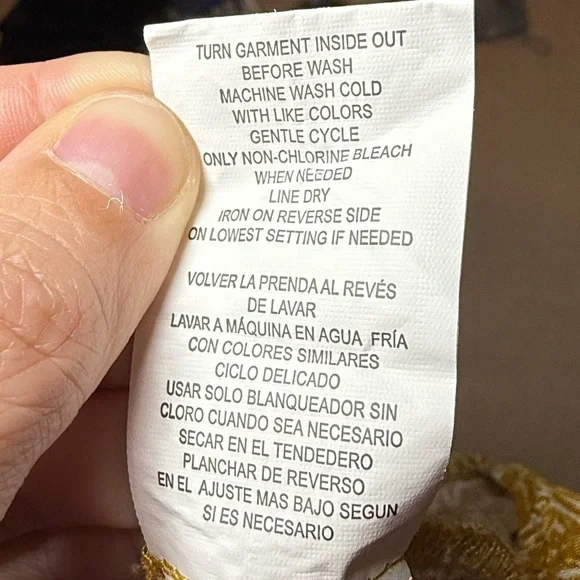 TURN GARMENT INSIDE OUT
BEFORE WASH
MACHINE WASH COLD
WITH LIKE COLORS
GENTLE CYCLE
ONLY NON-CHLORINE BLEACH
WHEN NEEDED
LINE DRY
IRON ON REVERSE SIDE
ON LOWEST SETTING IF NEEDED
VOLVER LA PRENDA AL REVÉS
DE LAVAR
LAVAR A MÁQUINA EN AGUA FRÍA
CON COLORES SIMILARES
CICLO DELICADO
USAR SOLO BLANQUEADOR SIN
CLORO CUANDO SEA NECESARIO
SECAR EN EL TENDEDERO
PLANCHAR DE REVERSO
EN EL AJUSTE MAS BAJO SEGUN
SI ES NECESARIO